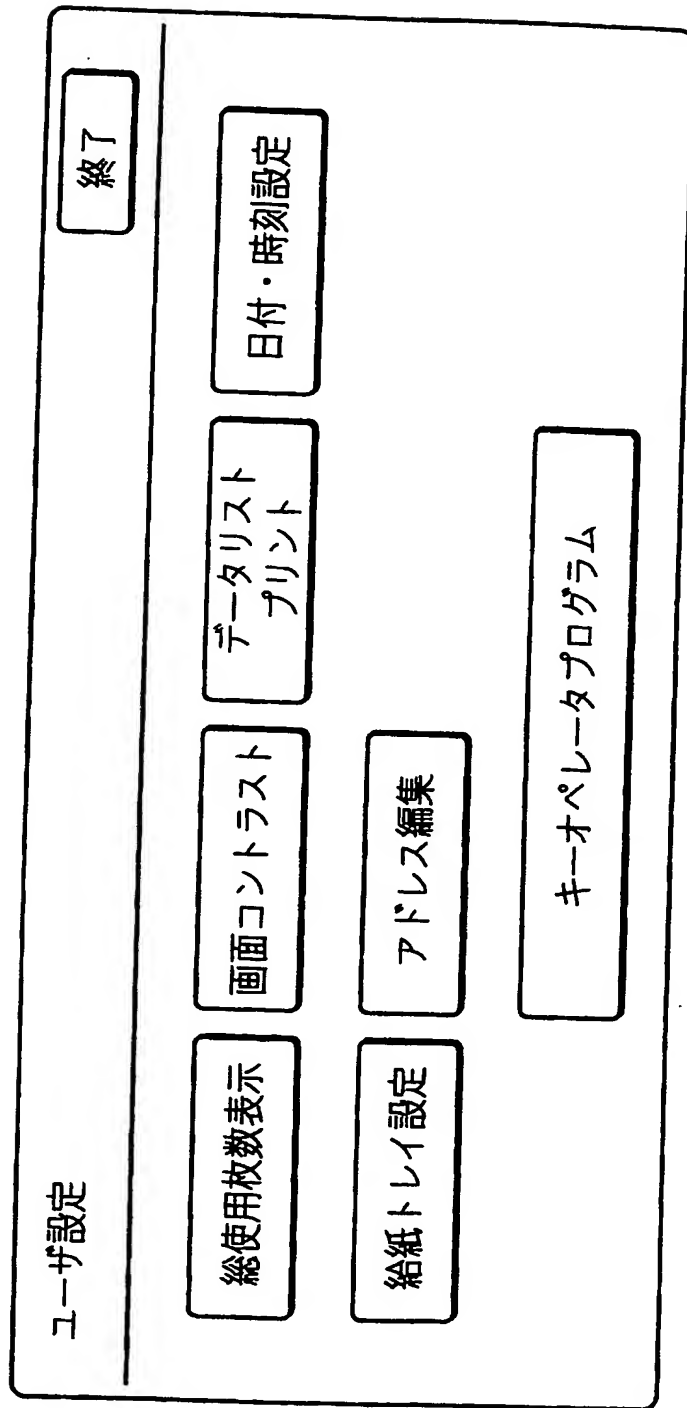 ユーザ設定
終了
総使用枚数表示
画面コントラスト
データリスト
プリント
日付・時刻設定
給紙トレイ設定
アドレス編集
キーオペレータプログラム